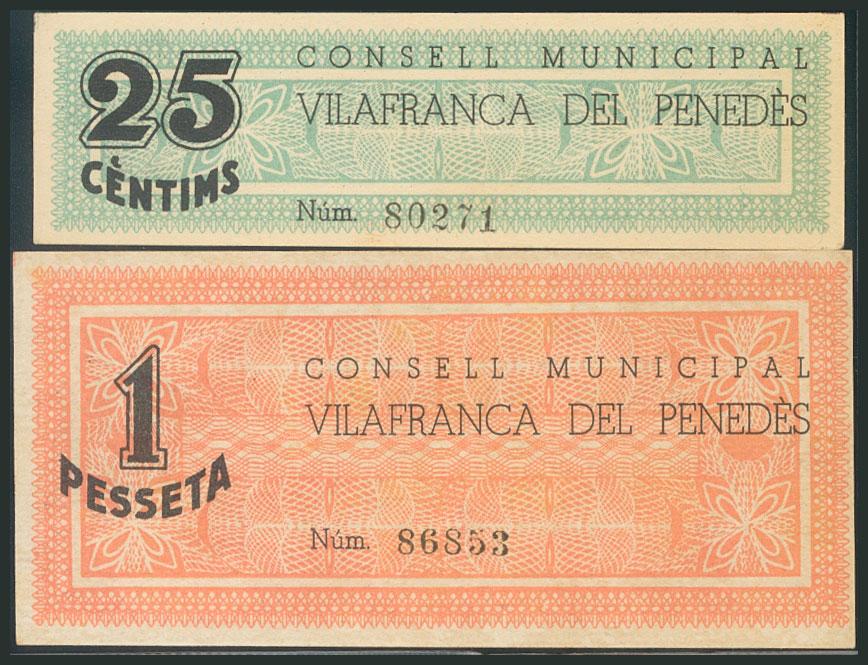 25
CÈNTIMS
CONSELL MUNICIPAL
VILAFRANCA DEL PENEDÈS
Núm. 80271
1
PESSETA
CONSELL MUNICIPAL
VILAFRANCA DEL PENEDÈS
Núm. 86853